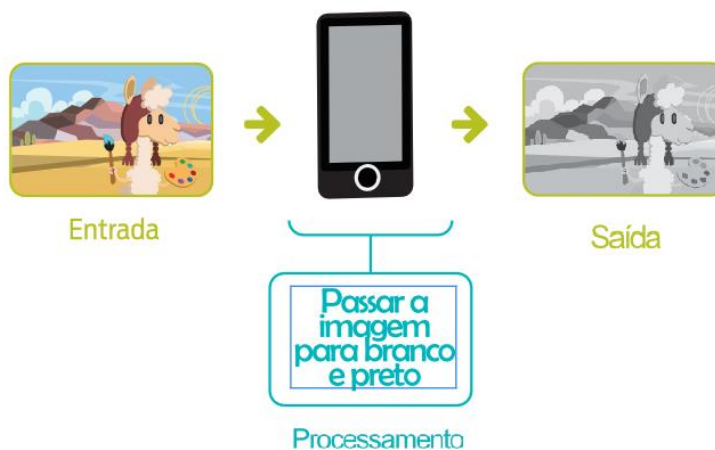 Entrada
Saída
Passar a
imagem
para branco
e preto
Processamento